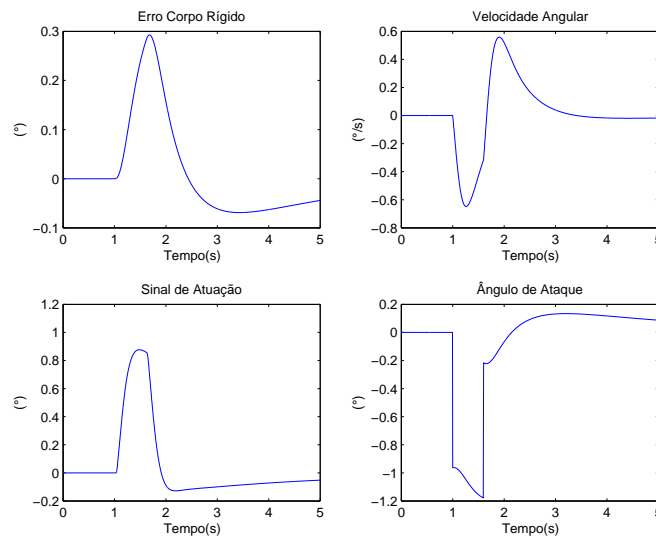 Erro Corpo Rígido
0.3
0.2
0.1
0
−0.1
(°)
0 1 2 3 4 5
Tempo(s)
Velocidade Angular
0.6
0.4
0.2
0
−0.2
−0.4
−0.6
−0.8
(°/s)
0 1 2 3 4 5
Tempo(s)
Sinal de Atuação
1.2
1
0.8
0.6
0.4
0.2
0
−0.2
(°)
0 1 2 3 4 5
Tempo(s)
Ângulo de Ataque
0.2
0
−0.2
−0.4
−0.6
−0.8
−1
−1.2
(°)
0 1 2 3 4 5
Tempo(s)